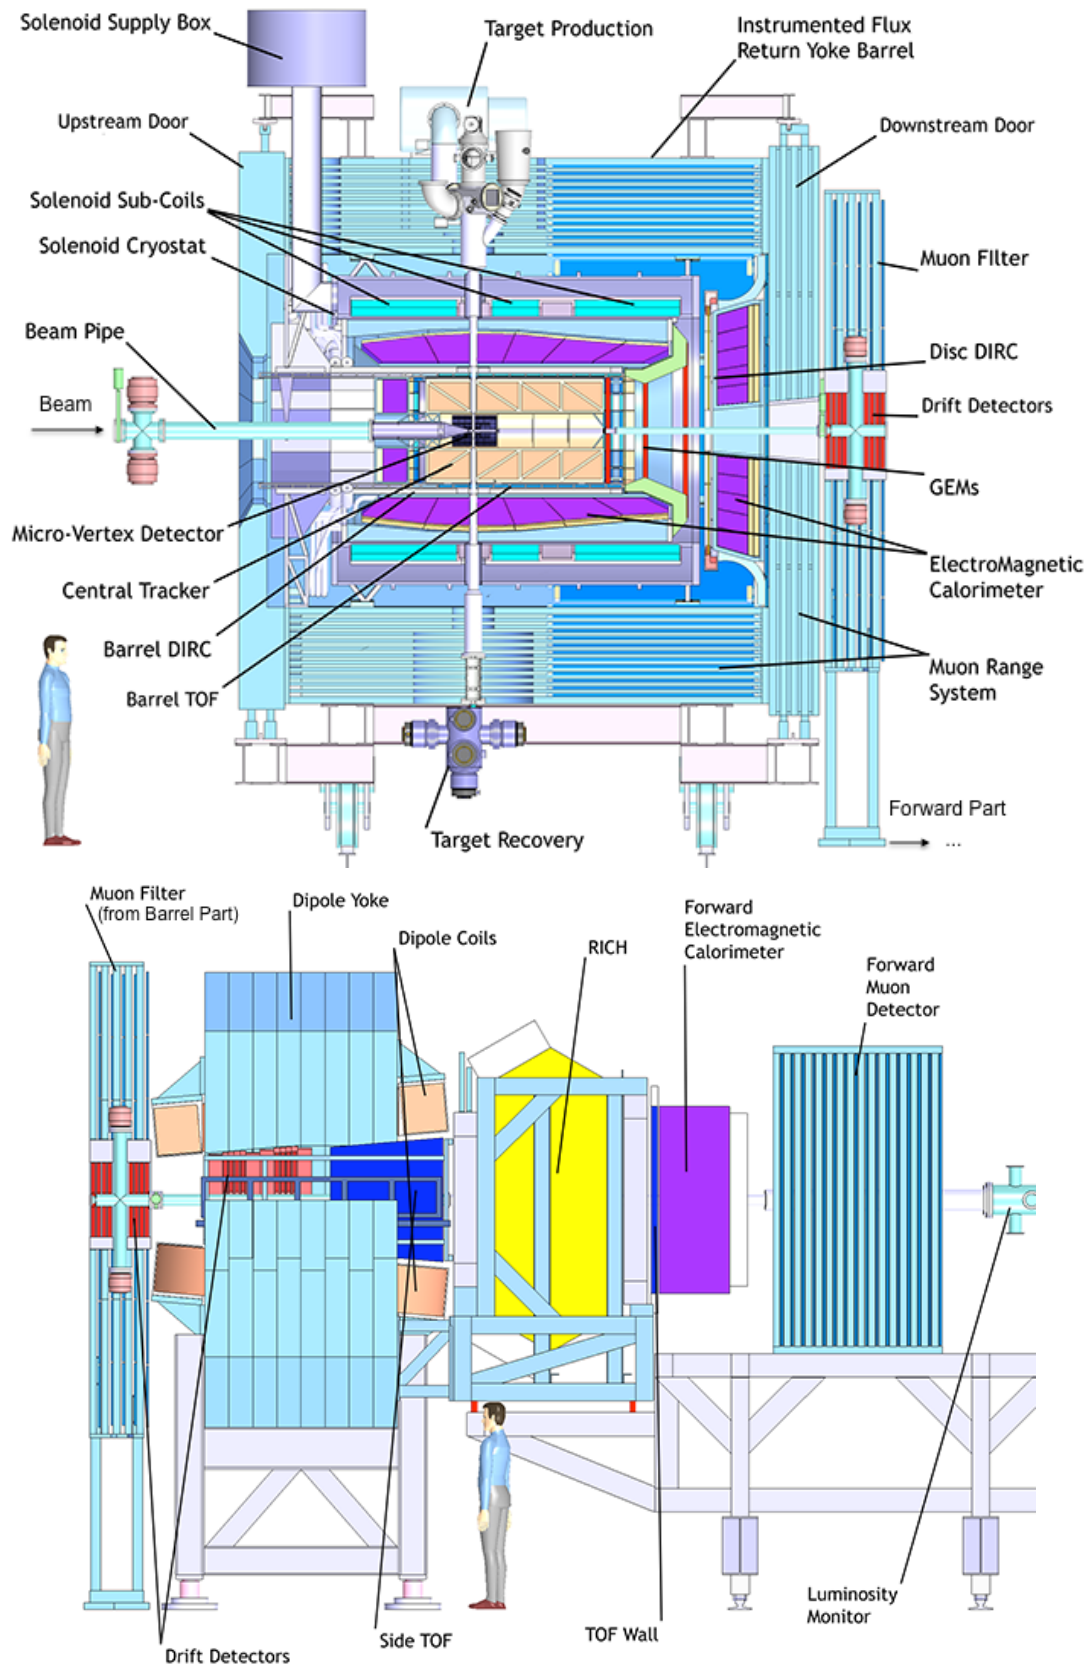 Solenoid Supply Box
Target Production
Instrumented Flux
Return Yoke Barrel
Upstream Door
Downstream Door
Solenoid Sub-Coils
Solenoid Cryostat
Muon FIlter
Beam Pipe
Disc DIRC
Beam
Drift Detectors
GEMs
Micro-Vertex Detector
ElectroMagnetic
Calorimeter
Central Tracker
Barrel DIRC
Muon Range
System
Barrel TOF
Forward Part
...
Target Recovery
Muon Filter
(from Barrel Part)
Dipole Yoke
Dipole Coils
RICH
Forward
Electromagnetic
Calorimeter
Forward
Muon
Detector
Luminosity
Monitor
TOF Wall
Side TOF
Drift Detectors